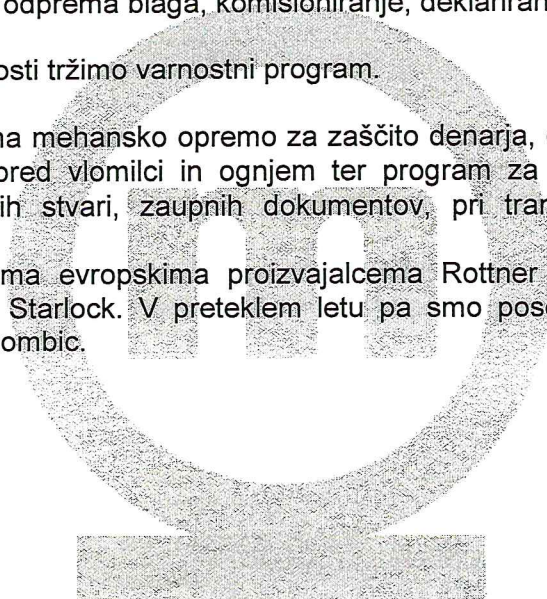 odprema blaga, komisioniranje, deklariran
osti tržimo varnostni program.
na mehansko opremo za zaščito denarja,
pred vlomilci in ognjem ter program za
ih stvari, zaupnih dokumentov, pri tran
ma evropskima proizvajalcema Rottner
Starlock. V preteklem letu pa smo pos
ombic.
m